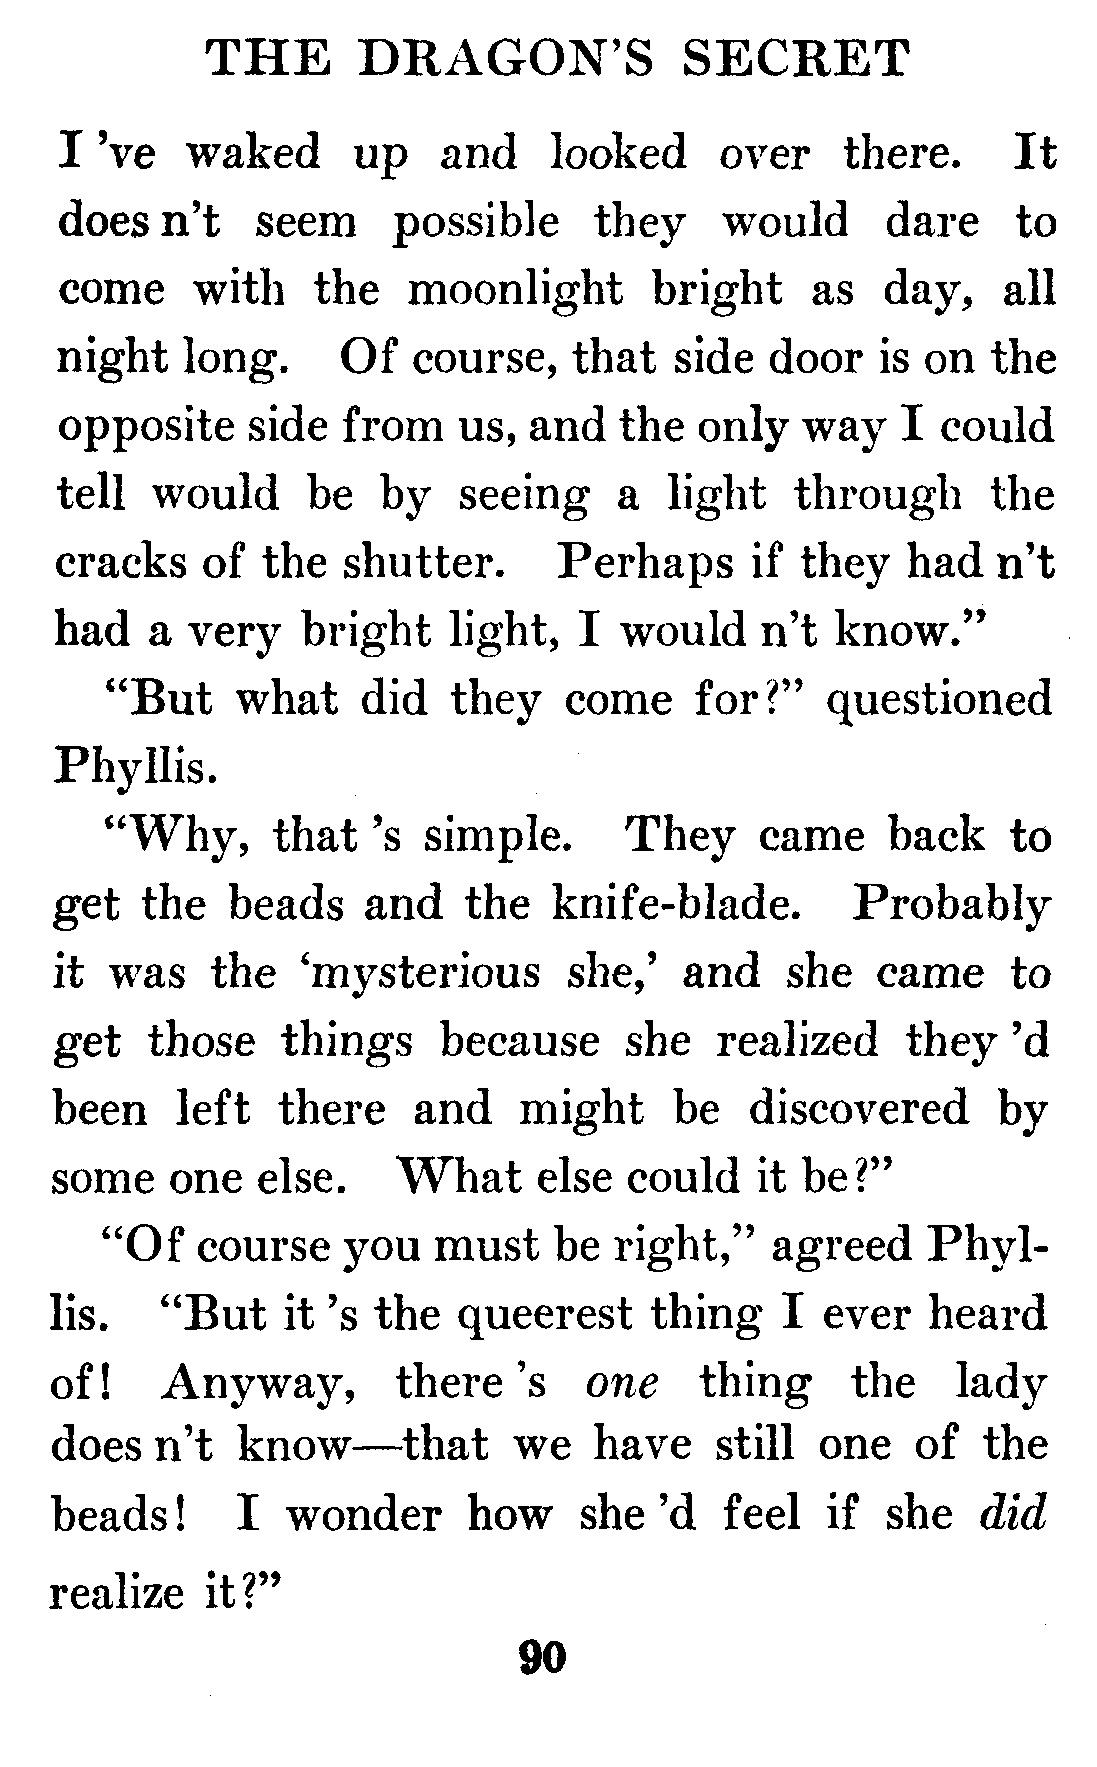 THE DRAGON'S SECRET
I 've waked up and looked over there. It
does n't seem possible they would dare to
come with the moonlight bright as day, all
night long. Of course, that side door is on the
opposite side from us, and the only way I could
tell would be by seeing a light through the
cracks of the shutter. Perhaps if they had n't
had a very bright light, I would n't know."
"But what did they come for?" questioned
Phyllis.
"Why, that 's simple. They came back to
get the beads and the knife-blade. Probably
it was the 'mysterious she,' and she came to
get those things because she realized they 'd
been left there and might be discovered by
some one else. What else could it be?"
"Of course you must be right," agreed Phyl-
lis. "But it 's the queerest thing I ever heard
of! Anyway, there 's one thing the lady
does n't know—that we have still one of the
beads! I wonder how she 'd feel if she did
realize it?"
90